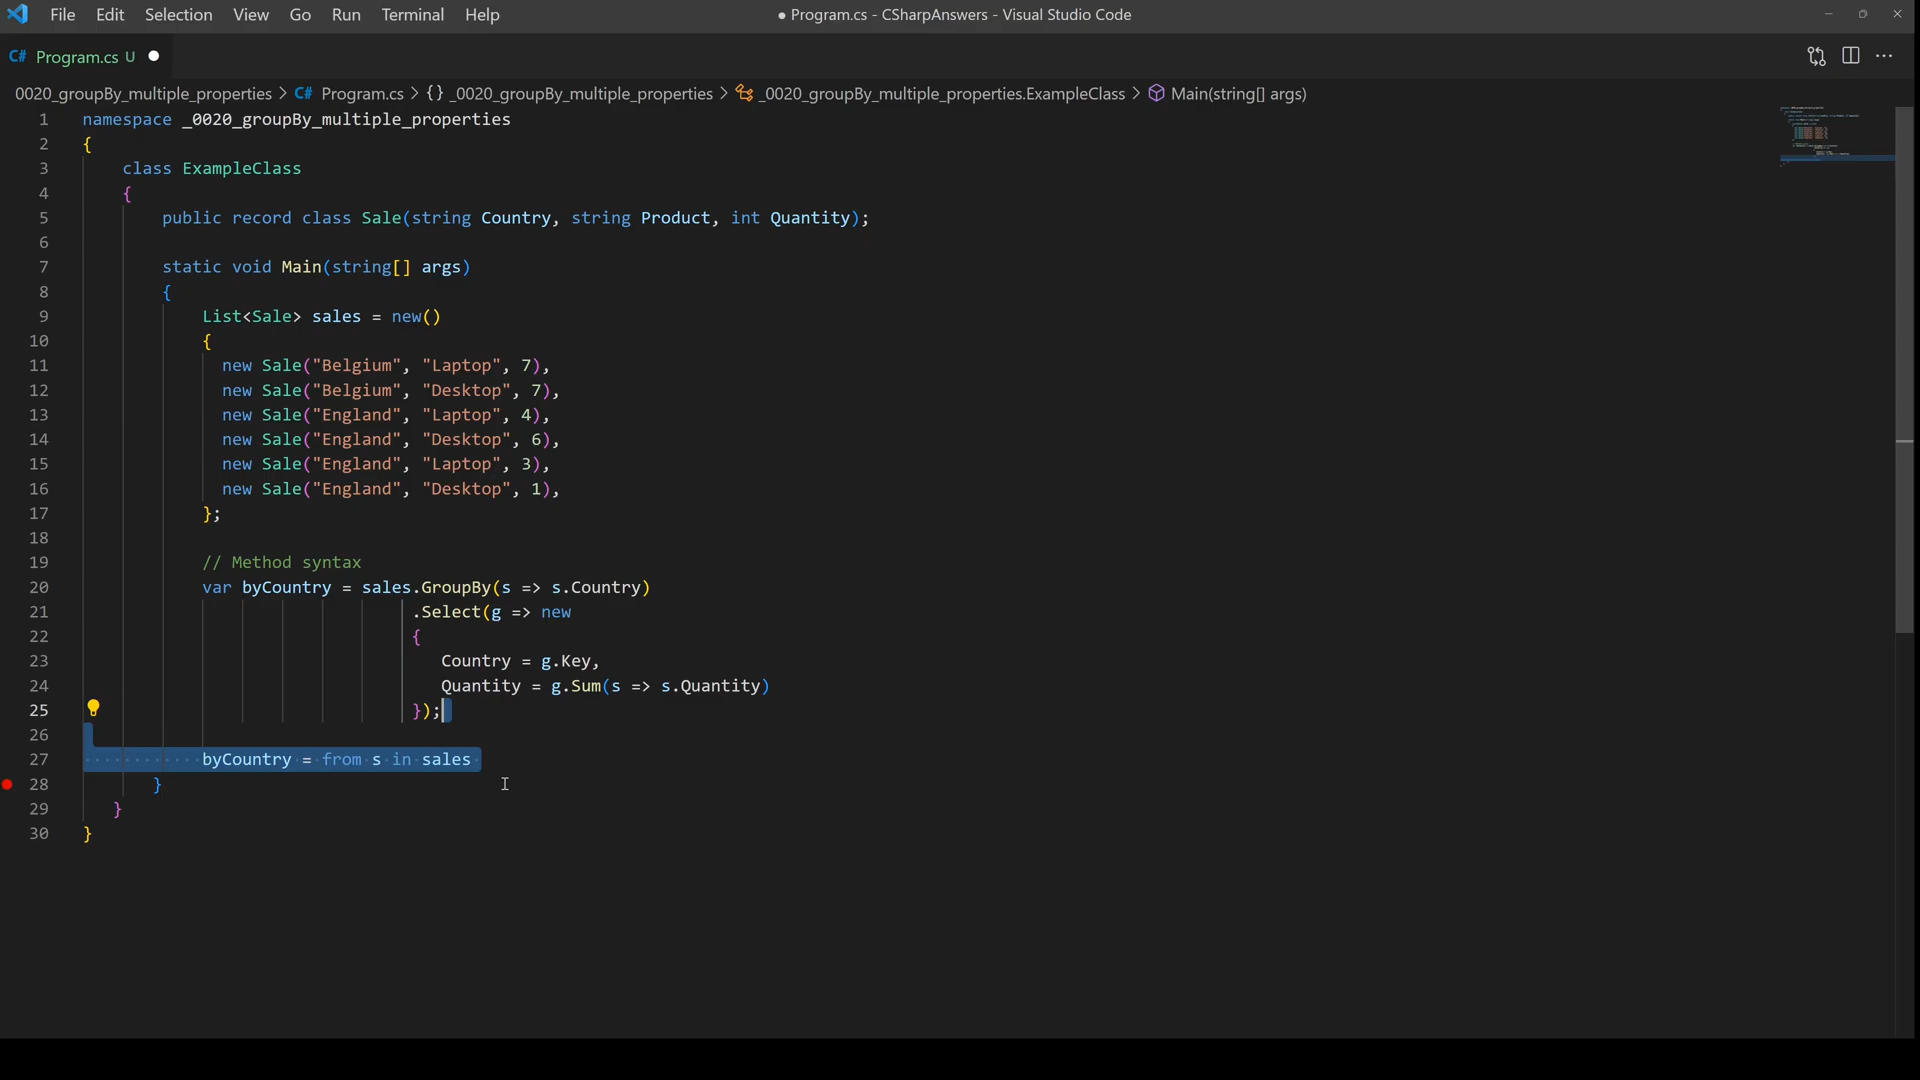 File Edit Selection View Go Run Terminal Help ● Program.cs - CSharpAnswers - Visual Studio Code
C# Program.cs U ●
0020_groupBy_multiple_properties > C# Program.cs > {} _0020_groupBy_multiple_properties > _0020_groupBy_multiple_properties.ExampleClass > Main(string[] args)
1 namespace _0020_groupBy_multiple_properties
2 {
3 class ExampleClass
4 {
5 public record class Sale(string Country, string Product, int Quantity);
6
7 static void Main(string[] args)
8 {
9 List<Sale> sales = new()
10 {
11 new Sale("Belgium", "Laptop", 7),
12 new Sale("Belgium", "Desktop", 7),
13 new Sale("England", "Laptop", 4),
14 new Sale("England", "Desktop", 6),
15 new Sale("England", "Laptop", 3),
16 new Sale("England", "Desktop", 1),
17 };
18
19 // Method syntax
20 var byCountry = sales.GroupBy(s => s.Country)
21 .Select(g => new
22 {
23 Country = g.Key,
24 Quantity = g.Sum(s => s.Quantity)
25 });
26
27 byCountry = from s in sales
28 }
29 }
30 }